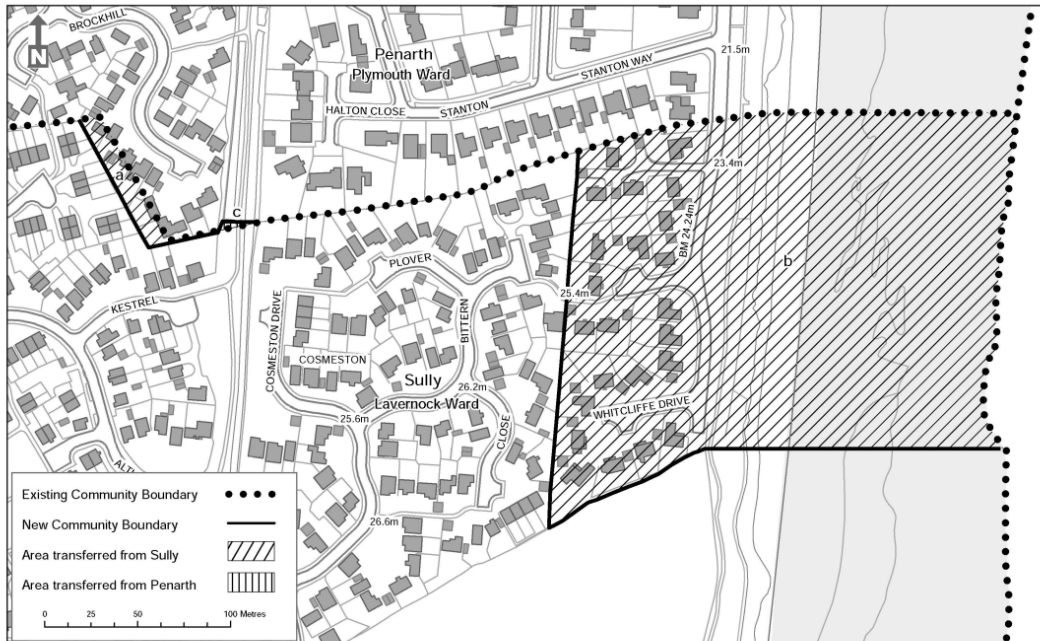 BROCKHILL
N
Penarth
Plymouth Ward
21.5m
STANTON WAY
HALTON CLOSE
STANTON
23.4m
a
c
BM 24.24m
b
PLOVER
25.4m
KESTREL
COSMESTON DRIVE
BITTERN
COSMESTON
Sully
26.2m
Lavernock Ward
WHITCLIFFE DRIVE
25.6m
CLOSE
ALT
26.6m
Existing Community Boundary
New Community Boundary
Area transferred from Sully
Area transferred from Penarth
0 25 50 100 Metres